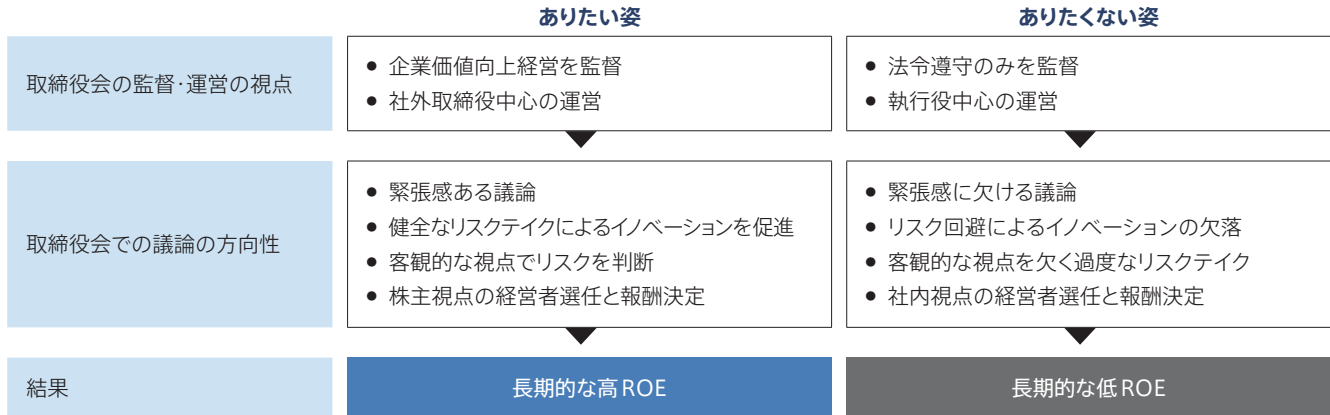 ありたい姿
ありたくない姿
取締役会の監督・運営の視点
● 企業価値向上経営を監督
● 社外取締役中心の運営
● 法令遵守のみを監督
● 執行役中心の運営
取締役会での議論の方向性
● 緊張感ある議論
● 健全なリスクテイクによるイノベーションを促進
● 客観的な視点でリスクを判断
● 株主視点の経営者選任と報酬決定
● 緊張感に欠ける議論
● リスク回避によるイノベーションの欠落
● 客観的な視点を欠く過度なリスクテイク
● 社内視点の経営者選任と報酬決定
結果
長期的な高ROE
長期的な低ROE